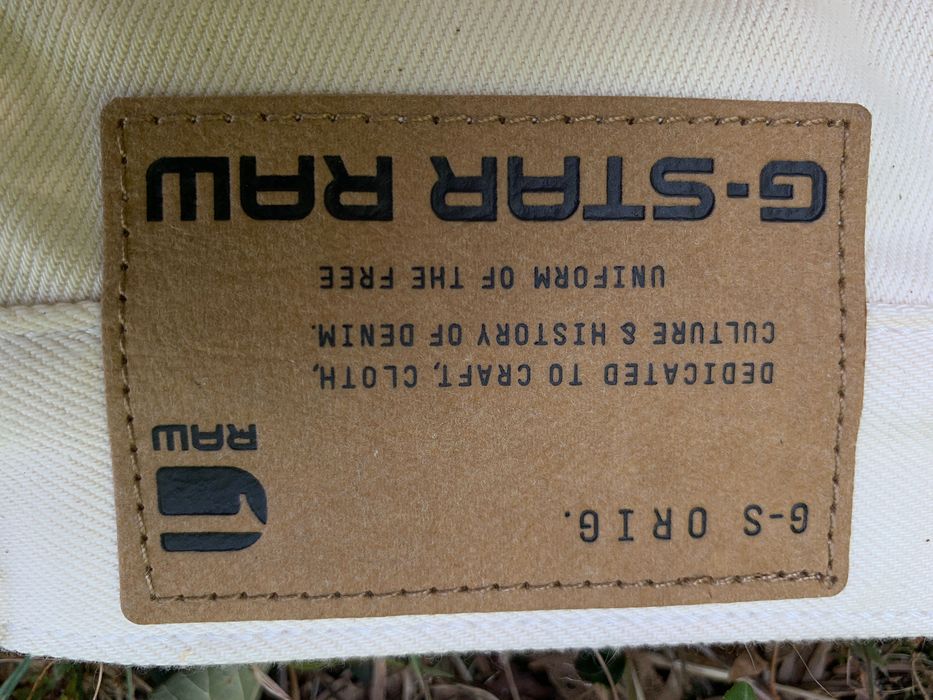 G-S ORIG.
RAW
DEDICATED TO CRAFT, CLOTH,
CULTURE & HISTORY OF DENIM.
UNIFORM OF THE FREE
G-STAR RAW